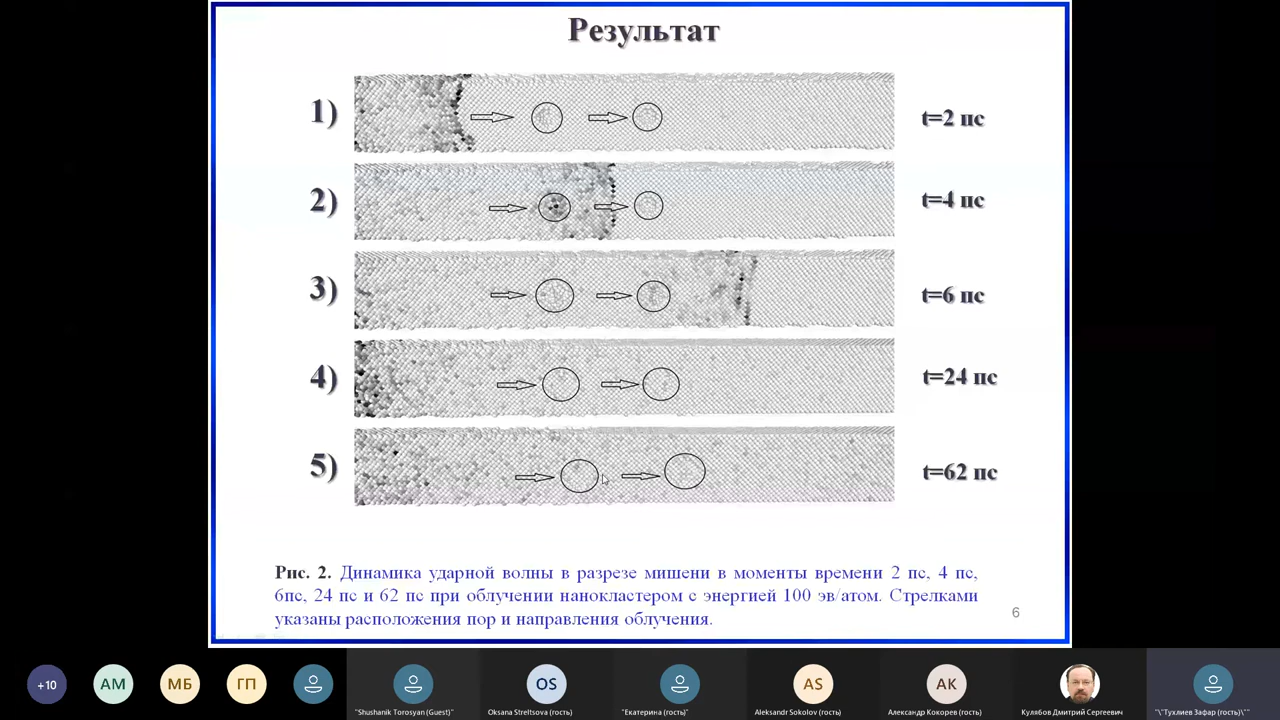 Результат
1)
t=2 пс
2)
t=4 пс
3)
t=6 пс
4)
t=24 пс
5)
t=62 пс
Рис. 2. Динамика ударной волны в разрезе мишени в моменты времени 2 пс, 4 пс,
6пс, 24 пс и 62 пс при облучении нанокластером с энергией 100 эв/атом. Стрелками
указаны расположения пор и направления облучения.
6
+10
АМ
МБ
ГП
OS
AS
АК
"Shushanik Torosyan (Guest)"
Oksana Streltsova (гость)
"Екатерина (гость)"
Aleksandr Sokolov (гость)
Александр Кокорев (гость)
Кулябов Дмитрий Сергеевич
"\"Тухлиев Зафар (гость)\""